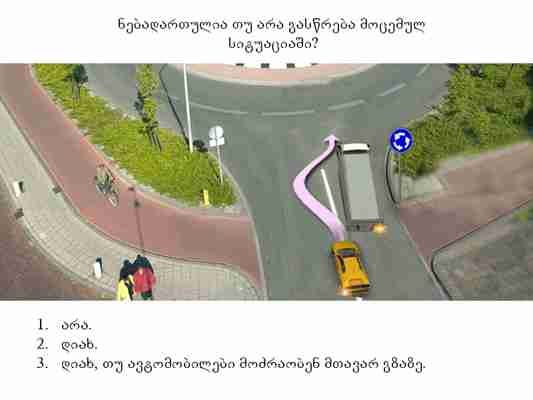 ნებადართულია თუ არა გასწრება მოცემულ
სიტუაციაში?
1. არა.
2. დიახ.
3. დიახ, თუ ავტომობილები მოძრაობენ მთავარ გზაზე.